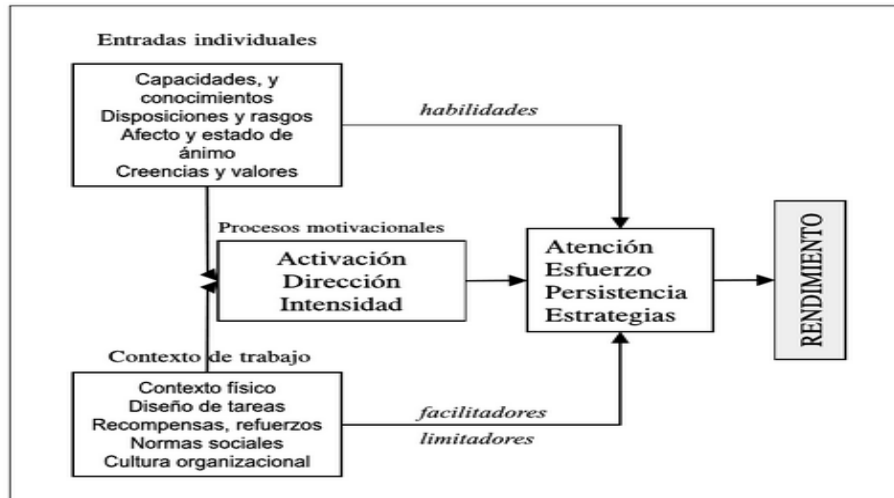 Entradas individuales
Capacidades, y
conocimientos
Disposiciones y rasgos
Afecto y estado de
ánimo
Creencias y valores
habilidades
Procesos motivacionales
Activación
Dirección
Intensidad
Atención
Esfuerzo
Persistencia
Estrategias
RENDIMIENTO
Contexto de trabajo
Contexto físico
Diseño de tareas
Recompensas, refuerzos
Normas sociales
Cultura organizacional
facilitadores
limitadores